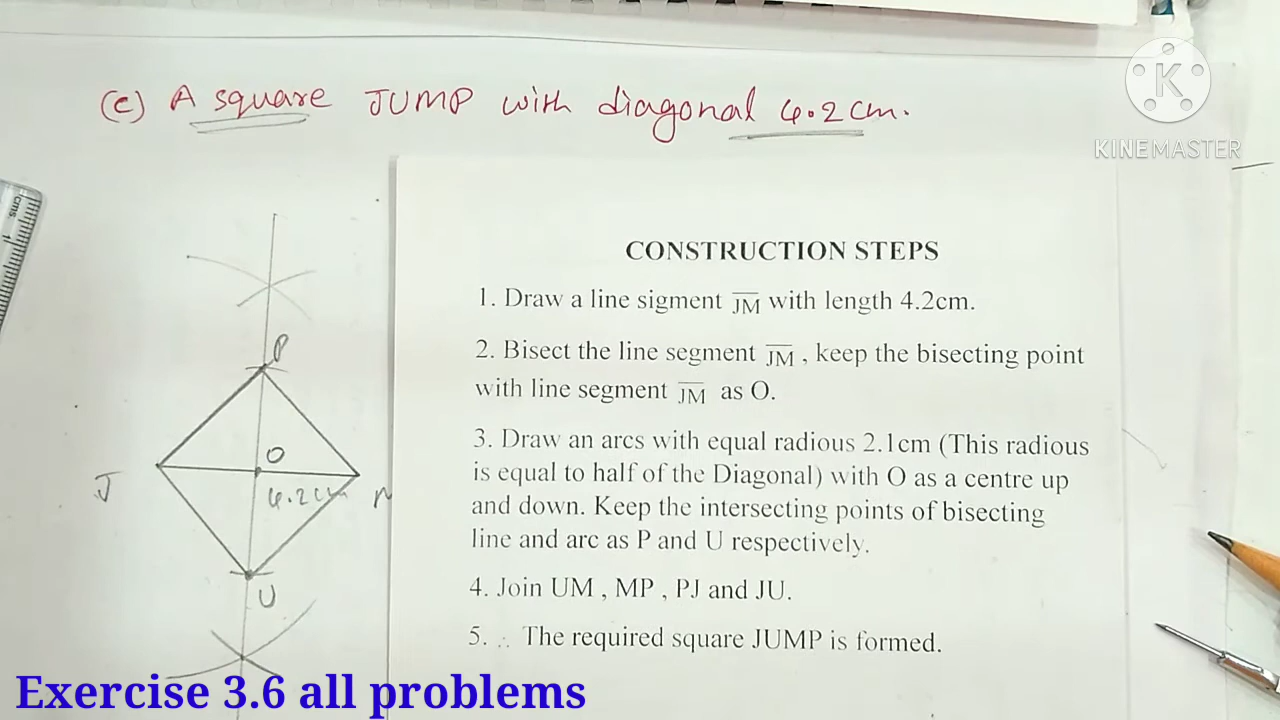 (c) A square JUMP with diagonal 4.2 cm.
K
KINEMASTER
cms
1
CONSTRUCTION STEPS
1. Draw a line sigment JM with length 4.2cm.
2. Bisect the line segment JM , keep the bisecting point
with line segment JM as O.
3. Draw an arcs with equal radious 2.1cm (This radious
is equal to half of the Diagonal) with O as a centre up
and down. Keep the intersecting points of bisecting
line and arc as P and U respectively.
4. Join UM , MP , PJ and JU.
5. ∴ The required square JUMP is formed.
P
O
J
4.2cm
U
Exercise 3.6 all problems